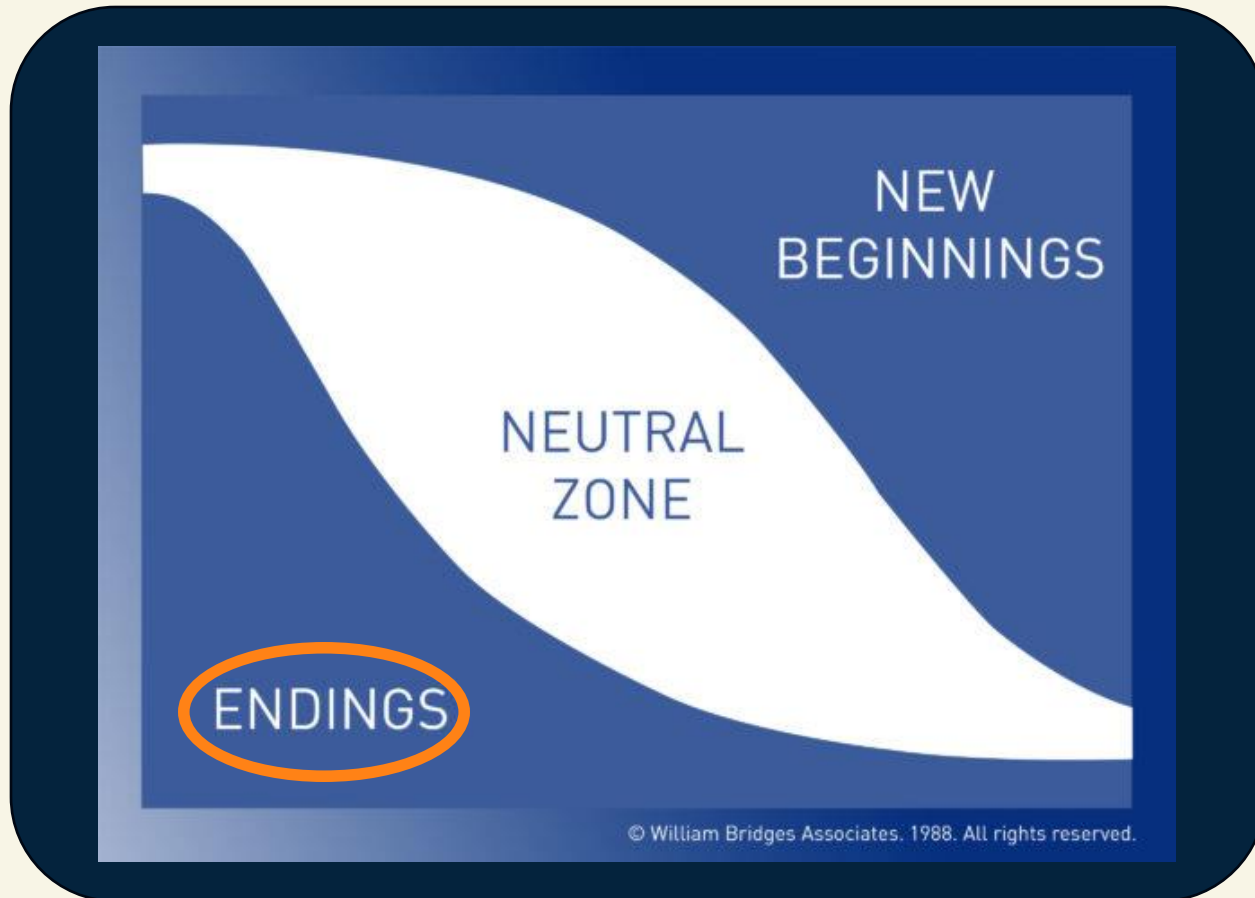 NEW
BEGINNINGS
NEUTRAL
ZONE
ENDINGS
© William Bridges Associates. 1988. All rights reserved.